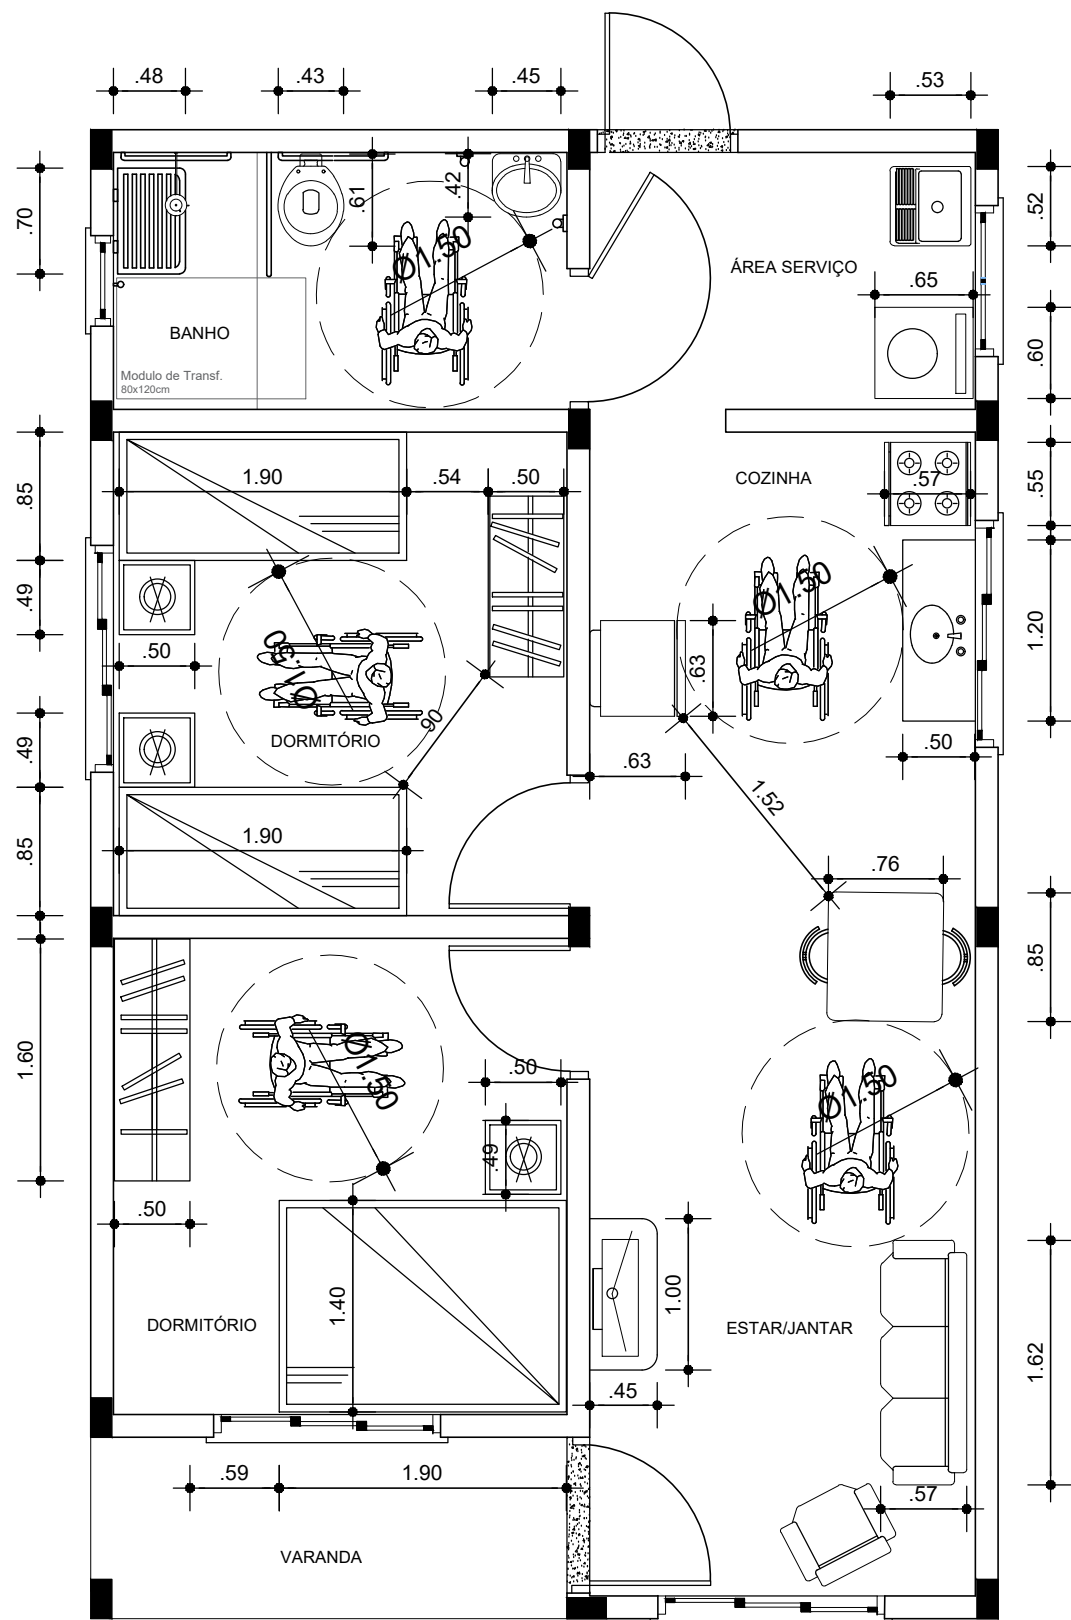 .48
.43
.45
.53
.70
.61
.42
.52
Ø1.50
ÁREA SERVIÇO
.65
BANHO
.60
Modulo de Transf.
80x120cm
.85
1.90
.54
.50
COZINHA
.57
.55
.49
Ø1.50
1.20
.50
Ø1.50
.63
.90
DORMITÓRIO
.49
.63
.50
1.52
.85
1.90
.76
.85
1.60
Ø1.50
.50
Ø1.50
.49
.50
1.40
1.00
DORMITÓRIO
ESTAR/JANTAR
1.62
.45
.59
1.90
.57
VARANDA